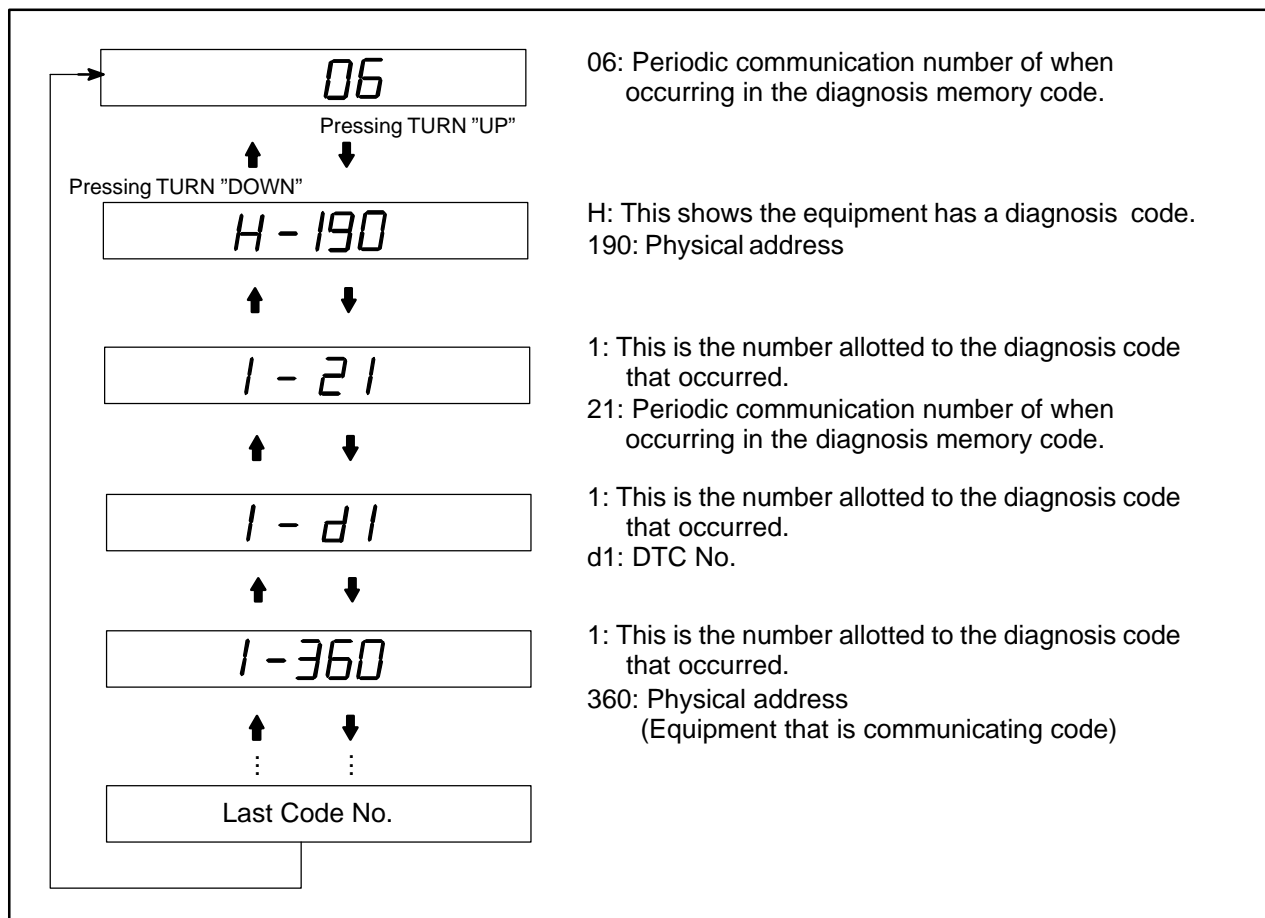 06
06: Periodic communication number of when
occurring in the diagnosis memory code.
Pressing TURN ”UP”
Pressing TURN ”DOWN”
H-190
H: This shows the equipment has a diagnosis code.
190: Physical address
1-21
1: This is the number allotted to the diagnosis code
that occurred.
21: Periodic communication number of when
occurring in the diagnosis memory code.
1-d1
1: This is the number allotted to the diagnosis code
that occurred.
d1: DTC No.
1-360
1: This is the number allotted to the diagnosis code
that occurred.
360: Physical address
(Equipment that is communicating code)
Last Code No.